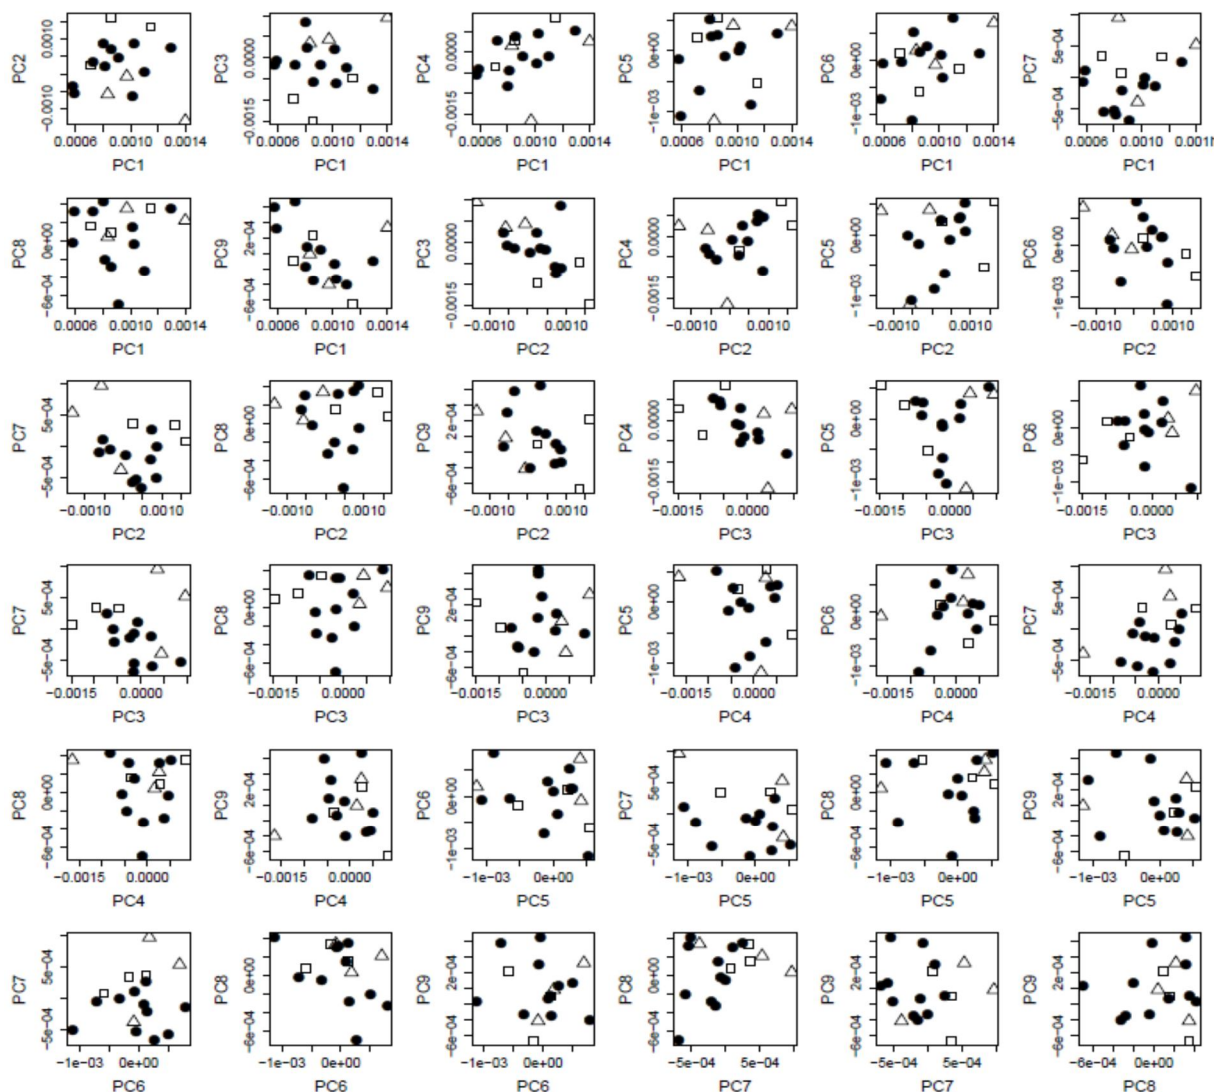 PC2 PC3 PC4 PC5 PC6 PC7
0.0010 0.0000 0.0000 0e+00 0e+00 5e-04
−0.0010 −0.0015 −0.0015 −1e-03 −1e-03 −5e-04
0.0006 0.0010 0.0014 0.0006 0.0010 0.0014 0.0006 0.0010 0.0014 0.0006 0.0010 0.0014 0.0006 0.0010 0.0014 0.0006 0.0010
PC1 PC1 PC1 PC1 PC1 PC1
PC8 PC9 PC3 PC4 PC5 PC6
0e+00 2e-04 0.0000 0.0000 0e+00 0e+00
−6e-04 −6e-04 −0.0015 −0.0015 −1e-03 −1e-03
0.0006 0.0010 0.0014 0.0006 0.0010 0.0014 −0.0010 0.0010 −0.0010 0.0010 −0.0010 0.0010 −0.0010 0.0010
PC1 PC1 PC2 PC2 PC2 PC2
PC7 PC8 PC9 PC4 PC5 PC6
5e-04 0e+00 2e-04 0.0000 0e+00 0e+00
−5e-04 −6e-04 −6e-04 −0.0015 −1e-03 −1e-03
−0.0010 0.0010 −0.0010 0.0010 −0.0010 0.0010 −0.0015 0.0000 −0.0015 0.0000 −0.0015 0.0000
PC2 PC2 PC2 PC3 PC3 PC3
PC7 PC8 PC9 PC5 PC6 PC7
5e-04 0e+00 2e-04 0e+00 0e+00 5e-04
−5e-04 −6e-04 −6e-04 −1e-03 −1e-03 −5e-04
−0.0015 0.0000 −0.0015 0.0000 −0.0015 0.0000 −0.0015 0.0000 −0.0015 0.0000 −0.0015 0.0000
PC3 PC3 PC3 PC4 PC4 PC4
PC8 PC9 PC6 PC7 PC8 PC9
0e+00 2e-04 0e+00 5e-04 0e+00 2e-04
−6e-04 −6e-04 −1e-03 −5e-04 −6e-04 −6e-04
−0.0015 0.0000 −0.0015 0.0000 −1e-03 0e+00 −1e-03 0e+00 −1e-03 0e+00 −1e-03 0e+00
PC4 PC4 PC5 PC5 PC5 PC5
PC7 PC8 PC9 PC8 PC9 PC9
5e-04 0e+00 2e-04 0e+00 2e-04 2e-04
−5e-04 −6e-04 −6e-04 −6e-04 −6e-04 −6e-04
−1e-03 0e+00 −1e-03 0e+00 −1e-03 0e+00 −5e-04 5e-04 −5e-04 5e-04 −6e-04 0e+00
PC6 PC6 PC6 PC7 PC7 PC8